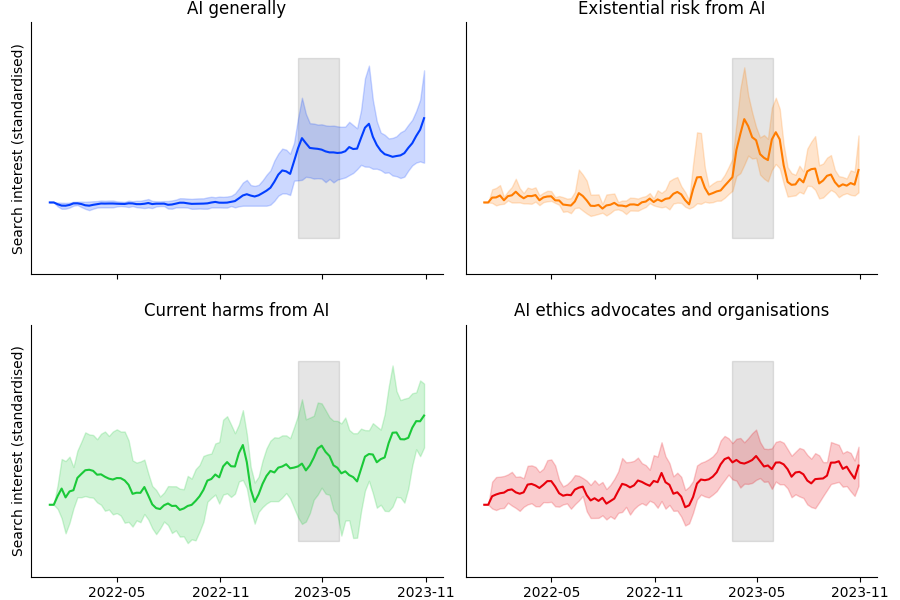 AI generally
Existential risk from AI
Search interest (standardised)
Current harms from AI
AI ethics advocates and organisations
Search interest (standardised)
2022-05
2022-11
2023-05
2023-11
2022-05
2022-11
2023-05
2023-11